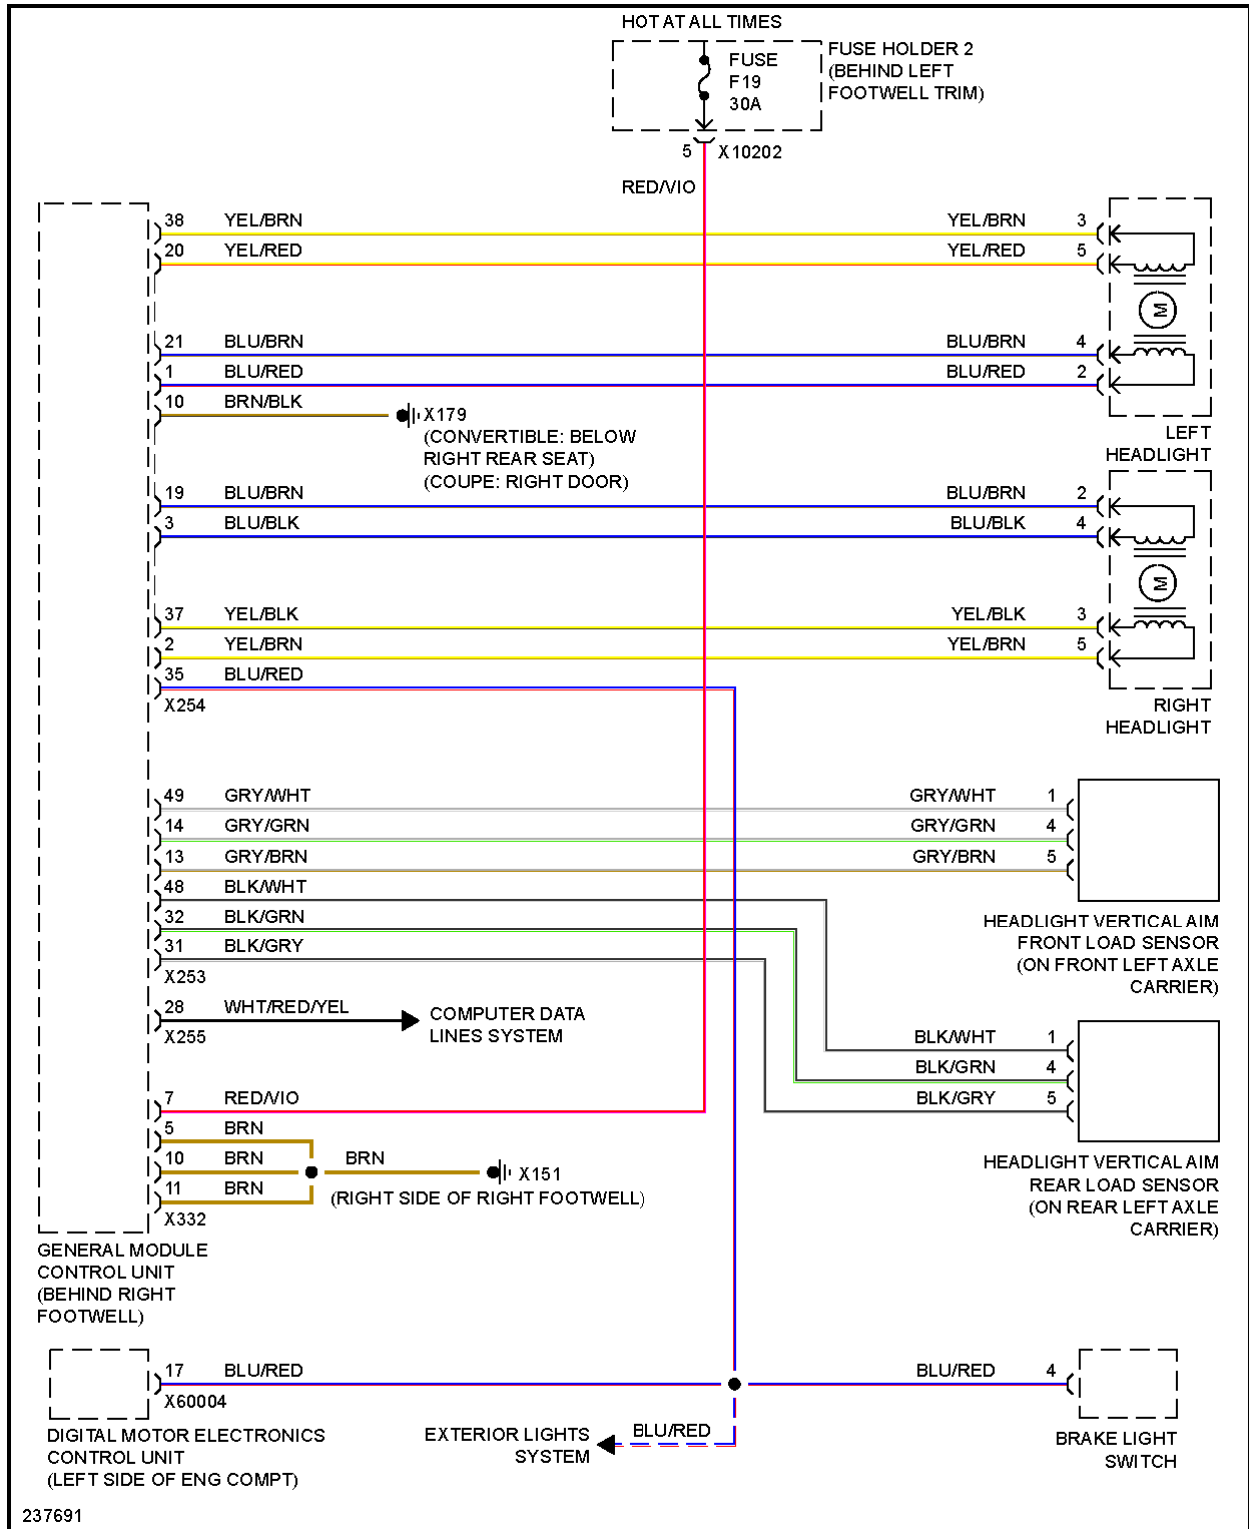 HOT AT ALL TIMES
FUSE
F19
30A
FUSE HOLDER 2
(BEHIND LEFT
FOOTWELL TRIM)
5 X10202
RED/VIO
38 YEL/BRN YEL/BRN 3
20 YEL/RED YEL/RED 5
M
21 BLU/BRN BLU/BRN 4
1 BLU/RED BLU/RED 2
10 BRN/BLK X179
(CONVERTIBLE: BELOW
RIGHT REAR SEAT)
(COUPE: RIGHT DOOR)
LEFT
HEADLIGHT
19 BLU/BRN BLU/BRN 2
3 BLU/BLK BLU/BLK 4
M
37 YEL/BLK YEL/BLK 3
2 YEL/BRN YEL/BRN 5
35 BLU/RED
X254
RIGHT
HEADLIGHT
49 GRY/WHT GRY/WHT 1
14 GRY/GRN GRY/GRN 4
13 GRY/BRN GRY/BRN 5
48 BLK/WHT
32 BLK/GRN
31 BLK/GRY
X253
HEADLIGHT VERTICAL AIM
FRONT LOAD SENSOR
(ON FRONT LEFT AXLE
CARRIER)
28 WHT/RED/YEL
X255
COMPUTER DATA
LINES SYSTEM
BLK/WHT 1
BLK/GRN 4
BLK/GRY 5
7 RED/VIO
5 BRN
10 BRN BRN X151
11 BRN (RIGHT SIDE OF RIGHT FOOTWELL)
X332
HEADLIGHT VERTICAL AIM
REAR LOAD SENSOR
(ON REAR LEFT AXLE
CARRIER)
GENERAL MODULE
CONTROL UNIT
(BEHIND RIGHT
FOOTWELL)
17 BLU/RED BLU/RED 4
X60004
DIGITAL MOTOR ELECTRONICS
CONTROL UNIT
(LEFT SIDE OF ENG COMPT)
EXTERIOR LIGHTS
SYSTEM
BLU/RED
BRAKE LIGHT
SWITCH
237691